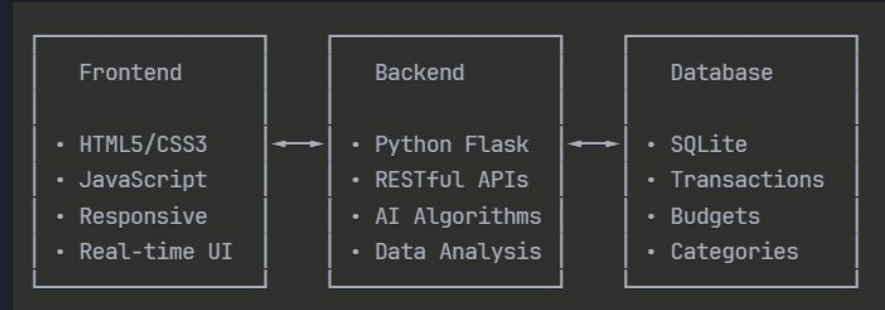 Frontend
• HTML5/CSS3
• JavaScript
• Responsive
• Real-time UI
Backend
• Python Flask
• RESTful APIs
• AI Algorithms
• Data Analysis
Database
• SQLite
• Transactions
• Budgets
• Categories